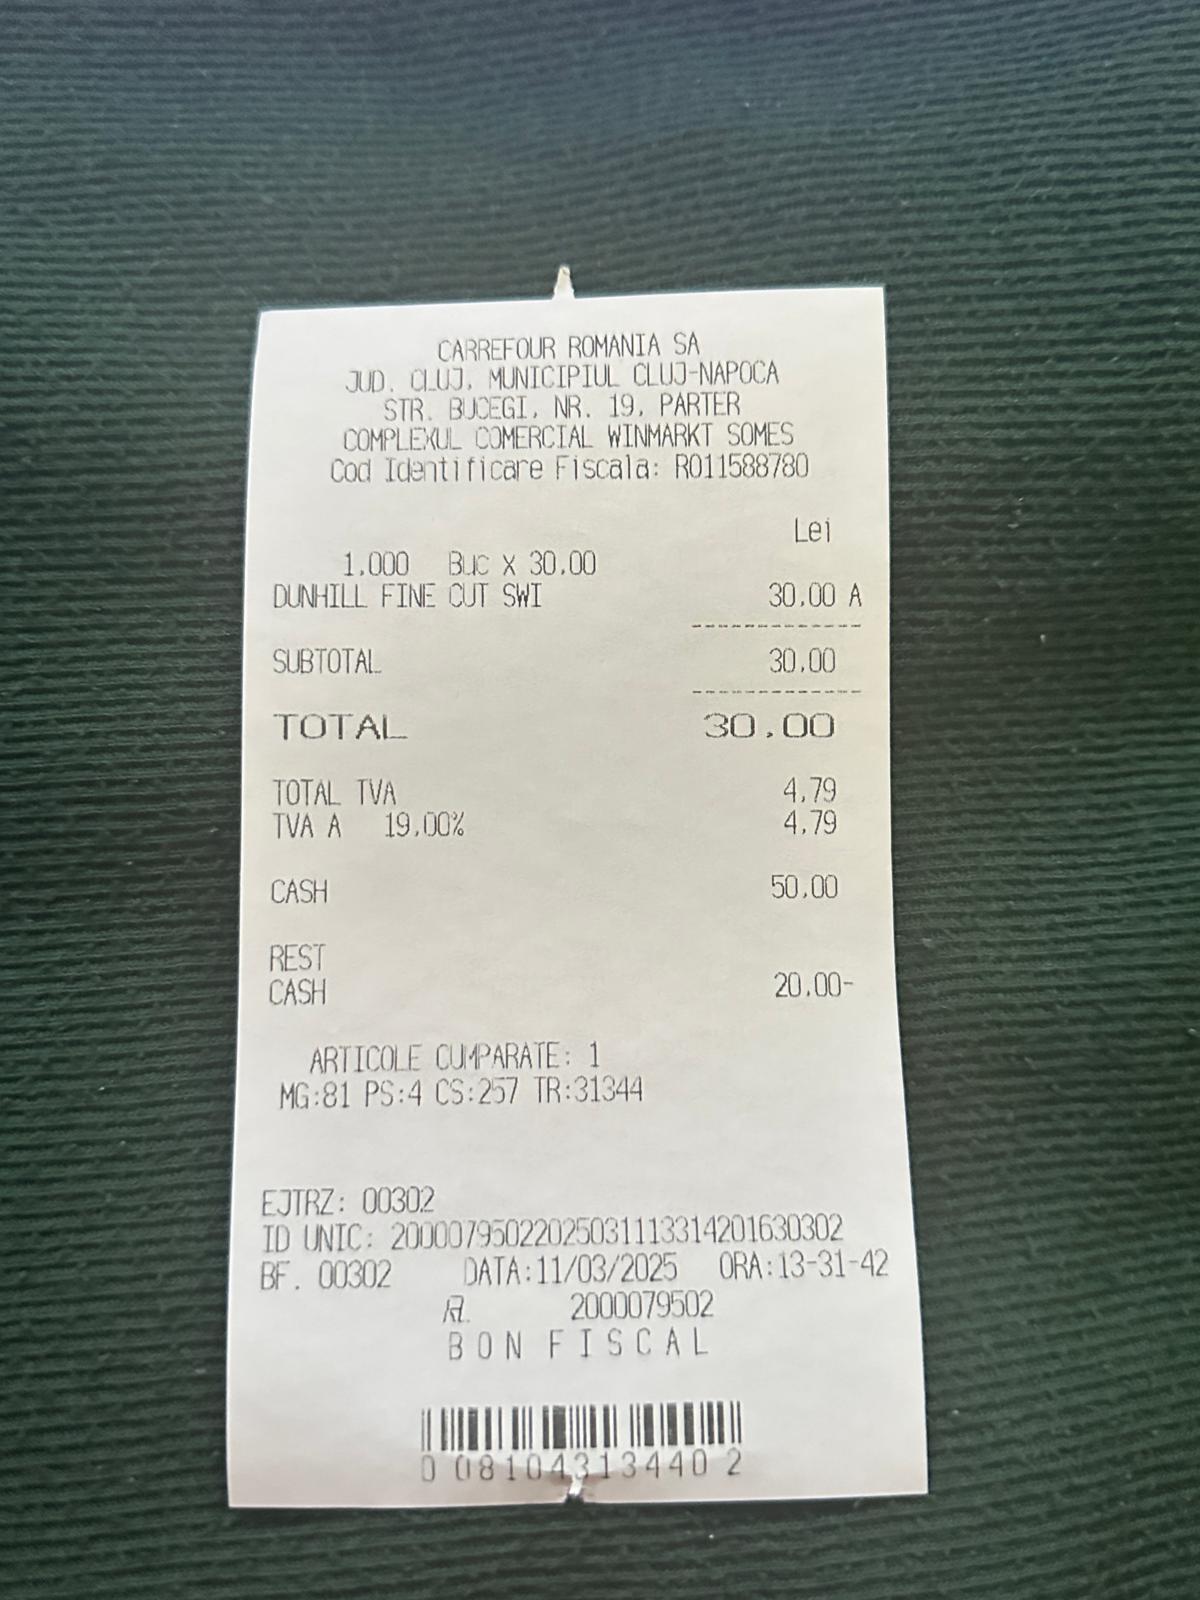 CARREFOUR ROMANIA SA
JUD. CLUJ, MUNICIPIUL CLUJ-NAPOCA
STR. BUCEGI, NR. 19, PARTER
COMPLEXUL COMERCIAL WINMARKT SOMES
Cod Identificare Fiscala: RO11588780
Lei
1,000 Buc X 30.00
DUNHILL FINE CUT SWI 30,00 A
SUBTOTAL 30,00
TOTAL 30,00
TOTAL TVA 4,79
TVA A 19,00% 4,79
CASH 50,00
REST
CASH 20,00-
ARTICOLE CUMPARATE: 1
MG:81 PS:4 CS:257 TR:31344
EJTRZ: 00302
ID UNIC: 2000079502202503111331420163​0302
BF. 00302 DATA:11/03/2025 ORA:13-31-42
2000079502
BON FISCAL
0 08104313440 2